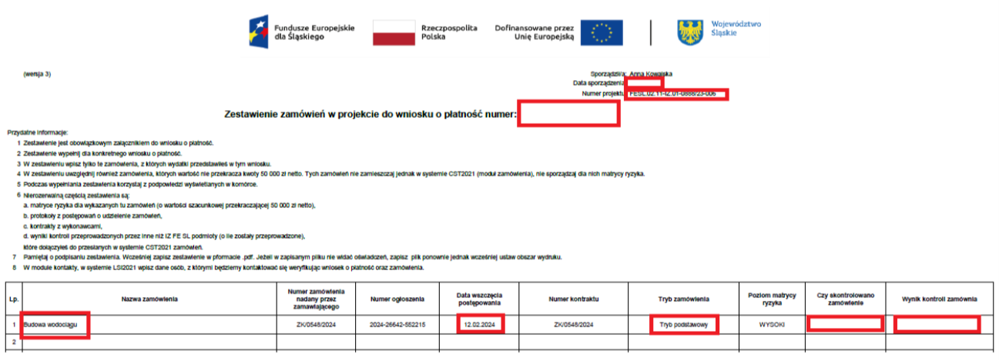 Fundusze Europejskie
dla Śląskiego
Rzeczpospolita
Polska
Dofinansowane przez
Unię Europejską
Województwo
Śląskie
(wersja 3)
Sporządził/a: Anna Kowalska
Data sporządzenia
Numer projektu FESL.02.11-IZ.01-0888/23-006
Zestawienie zamówień w projekcie do wniosku o płatność numer:
Przydatne informacje:
1 Zestawienie jest obowiązkowym załącznikiem do wniosku o płatność.
2 Zestawienie wypełnij dla konkretnego wniosku o płatność.
3 W zestawieniu wpisz tylko te zamówienia, z których wydatki przedstawiłeś w tym wniosku.
4 W zestawieniu uwzględnij również zamówienia, których wartość nie przekracza kwoty 50 000 zł netto. Tych zamówień nie zamieszczaj jednak w systemie CST2021 (moduł zamówienia), nie sporządzaj dla nich matrycy ryzyka.
5 Podczas wypełniania zestawienia korzystaj z podpowiedzi wyświetlanych w komórce.
6 Nierozerwalną częścią zestawienia są:
a. matryce ryzyka dla wykazanych tu zamówień (o wartości szacunkowej przekraczającej 50 000 zł netto),
b. protokoły z postępowań o udzielenie zamówień,
c. kontrakty z wykonawcami,
d. wyniki kontroli przeprowadzonych przez inne niż IZ FE SL podmioty (o ile zostały przeprowadzone),
które dołączyłeś do przesłanych w systemie CST2021 zamówień.
7 Pamiętaj o podpisaniu zestawienia. Wcześniej zapisz zestawienie w pformacie .pdf. Jeżeli w zapisanym pliku nie widać oświadczeń, zapisz plik ponownie jednak wcześniej ustaw obszar wydruku.
8 W module kontakty, w systemie LSI2021 wpisz dane osób, z którymi będziemy kontaktować się weryfikując wniosek o płatność oraz zamówienia.
Lp. Nazwa zamówienia Numer zamówienia nadany przez zamawiającego Numer ogłoszenia Data wszczęcia postępowania Numer kontraktu Tryb zamówienia Poziom matrycy ryzyka Czy skontrolowano zamówienie Wynik kontroli zamównia
1 Budowa wodociągu ZK/0548/2024 2024-26642-552215 12.02.2024 ZK/0548/2024 Tryb podstawowy WYSOKI
2